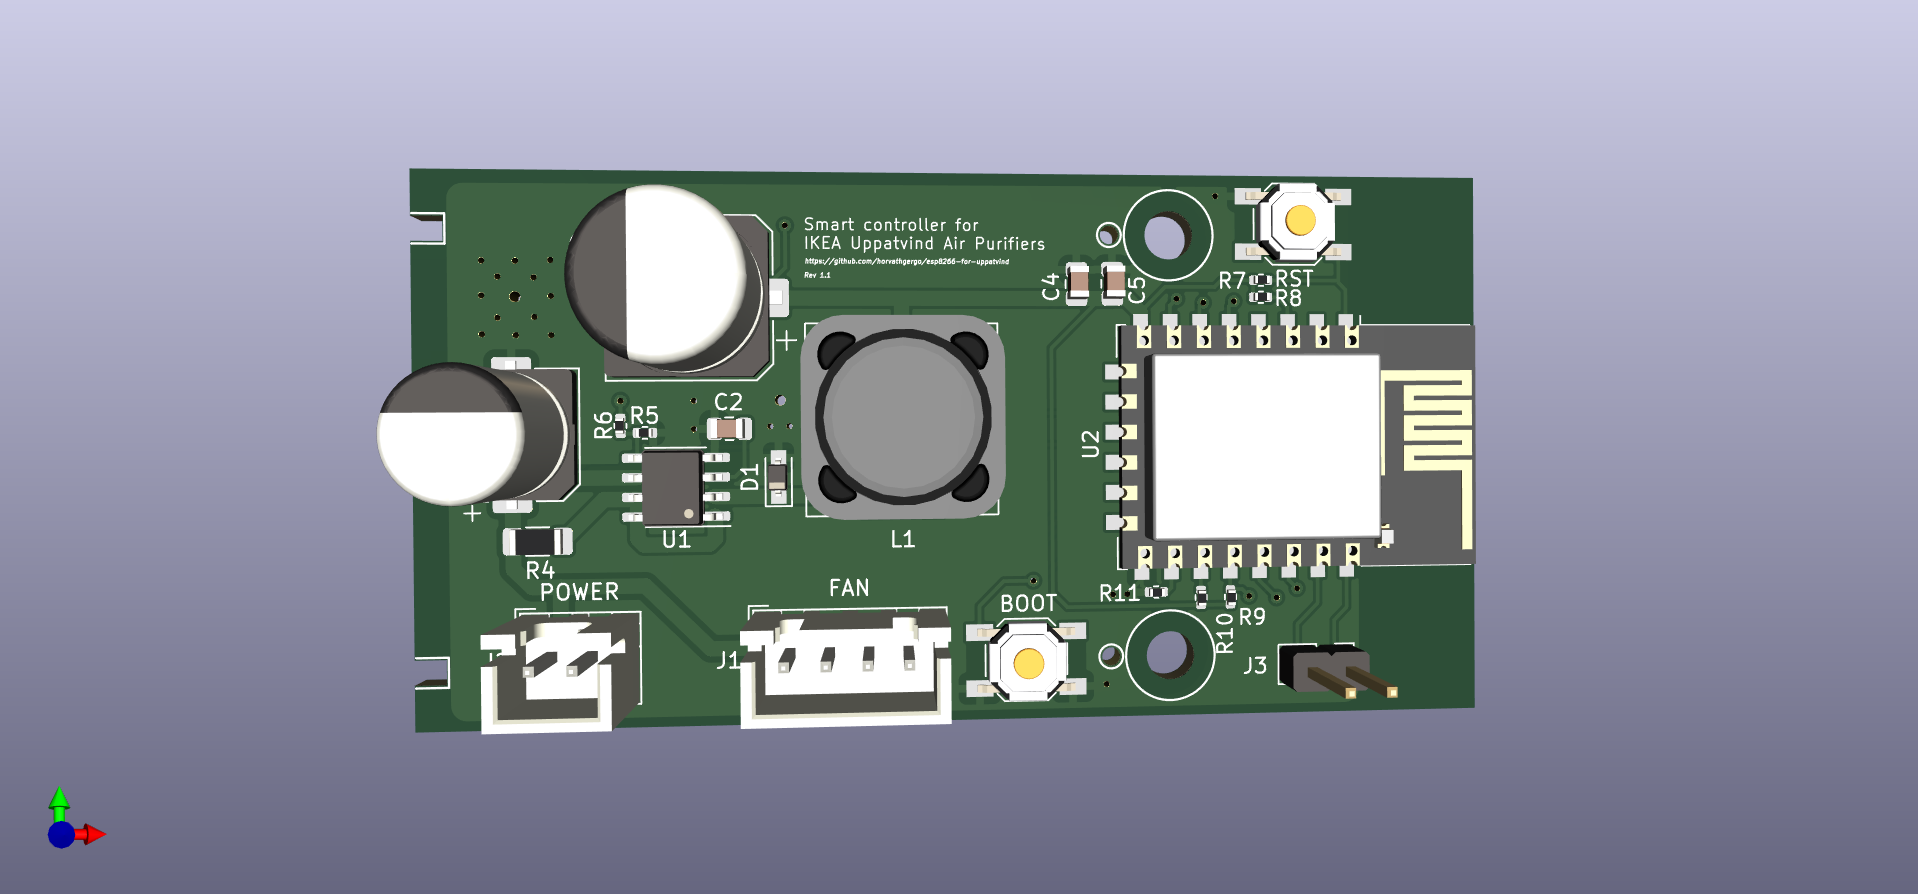 Smart controller for
IKEA Uppatvind Air Purifiers
https://github.com/horvathgergo/esp8266-for-uppatvind
Rev 1.1
C4
C5
R7
RST
R8
+
R6
R5
C2
U2
D1
+
U1
L1
R4
POWER
FAN
BOOT
R11
R10
R9
J1
J3